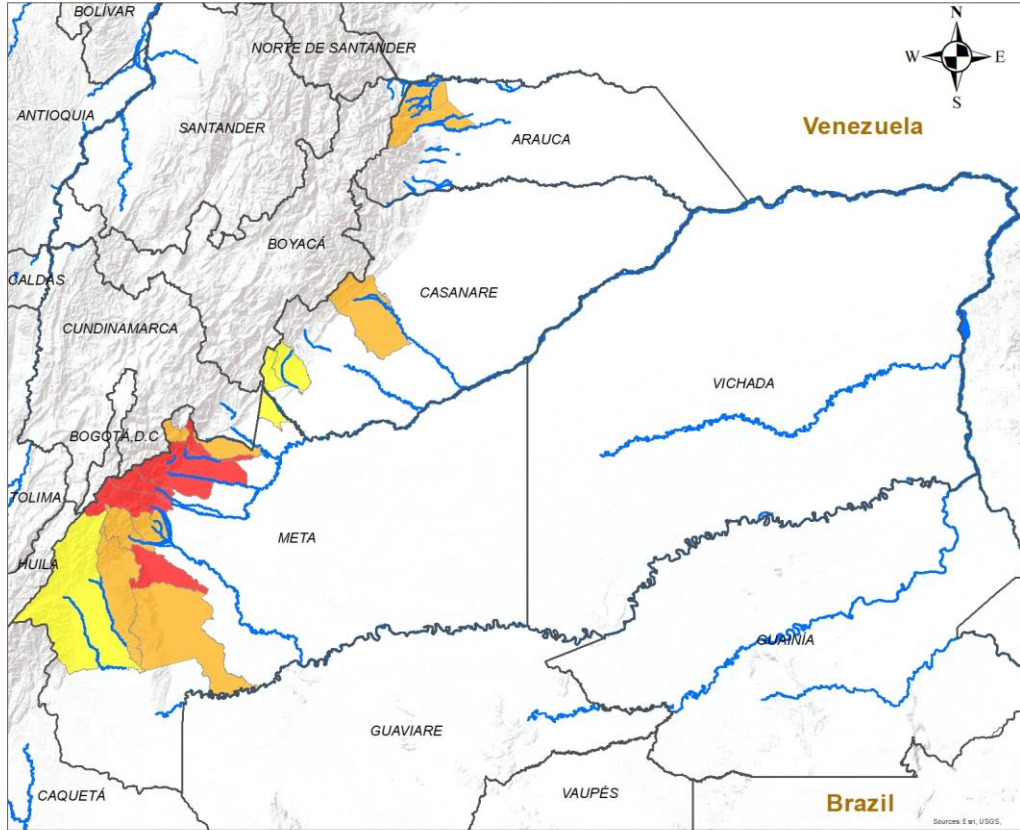 BOLÍVAR
N
NORTE DE SANTANDER
W
E
S
ANTIOQUIA
SANTANDER
Venezuela
ARAUCA
BOYACÁ
CALDAS
CASANARE
CUNDINAMARCA
VICHADA
BOGOTÁ, D.C
TOLIMA
META
HUILA
GUAINÍA
GUAVIARE
VAUPÉS
CAQUETÁ
Brazil
Sources: Esri, USGS,